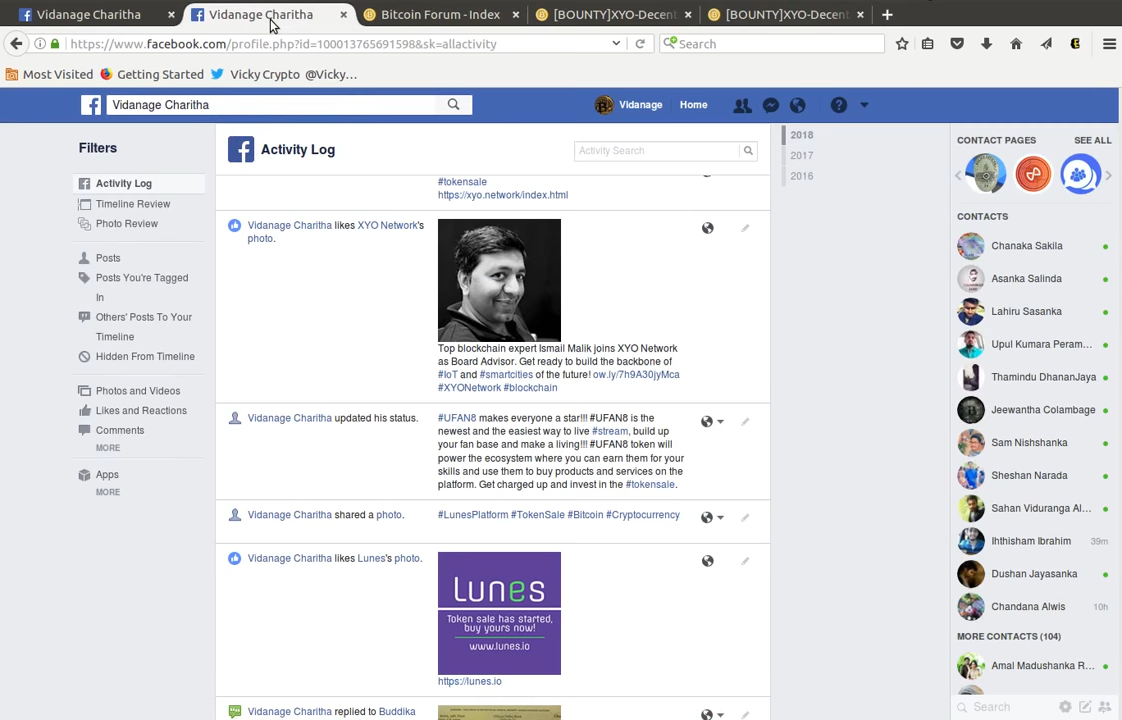 Vidanage Charitha
Vidanage Charitha
Bitcoin Forum - Index
[BOUNTY]XYO-Decent
[BOUNTY]XYO-Decent
https://www.facebook.com/profile.php?id=100013765691598&sk=allactivity
Search
Most Visited
Getting Started
Vicky Crypto @Vicky...
Vidanage Charitha
Vidanage
Home
Filters
Activity Log
Timeline Review
Photo Review
Posts
Posts You're Tagged
In
Others' Posts To Your
Timeline
Hidden From Timeline
Photos and Videos
Likes and Reactions
Comments
MORE
Apps
MORE
Activity Log
Activity Search
#tokensale
https://xyo.network/index.html
Vidanage Charitha likes XYO Network's
photo.
Top blockchain expert Ismail Malik joins XYO Network
as Board Advisor. Get ready to build the backbone of
#IoT and #smartcities of the future! ow.ly/7h9A30jyMca
#XYONetwork #blockchain
Vidanage Charitha updated his status.
#UFAN8 makes everyone a star!!! #UFAN8 is the
newest and the easiest way to live #stream, build up
your fan base and make a living!!! #UFAN8 token will
power the ecosystem where you can earn them for your
skills and use them to buy products and services on the
platform. Get charged up and invest in the #tokensale.
Vidanage Charitha shared a photo.
#LunesPlatform #TokenSale #Bitcoin #Cryptocurrency
Vidanage Charitha likes Lunes's photo.
Lunes
Token sale has started,
buy yours now!
www.lunes.io
https://lunes.io
Vidanage Charitha replied to Buddika
2018
2017
2016
CONTACT PAGES
SEE ALL
CONTACTS
Chanaka Sakila
Asanka Salinda
Lahiru Sasanka
Upul Kumara Peram...
Thamindu DhananJaya
Jeewantha Colambage
Sam Nishshanka
Sheshan Narada
Sahan Viduranga Al...
Ihthisham Ibrahim 39m
Dushan Jayasanka
Chandana Alwis 10h
MORE CONTACTS (104)
Amal Madushanka R...
Search